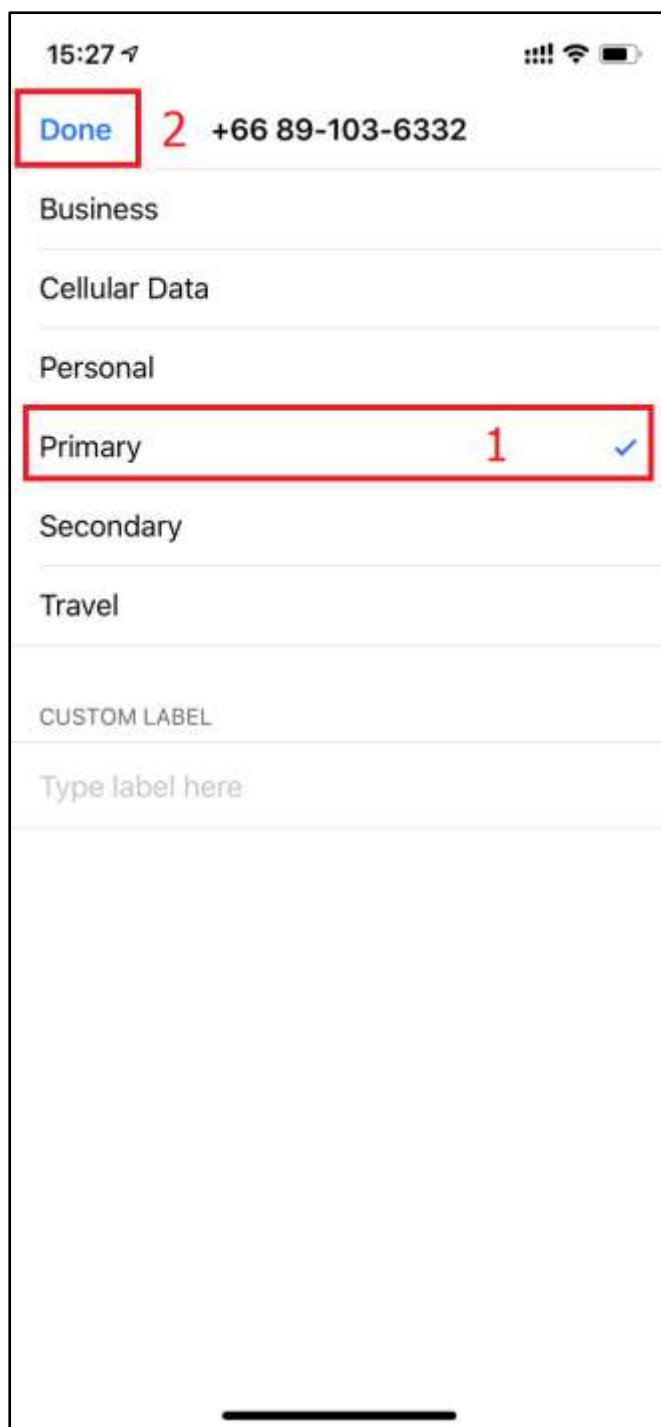 15:27
Done 2 +66 89-103-6332
Business
Cellular Data
Personal
Primary 1
Secondary
Travel
CUSTOM LABEL
Type label here